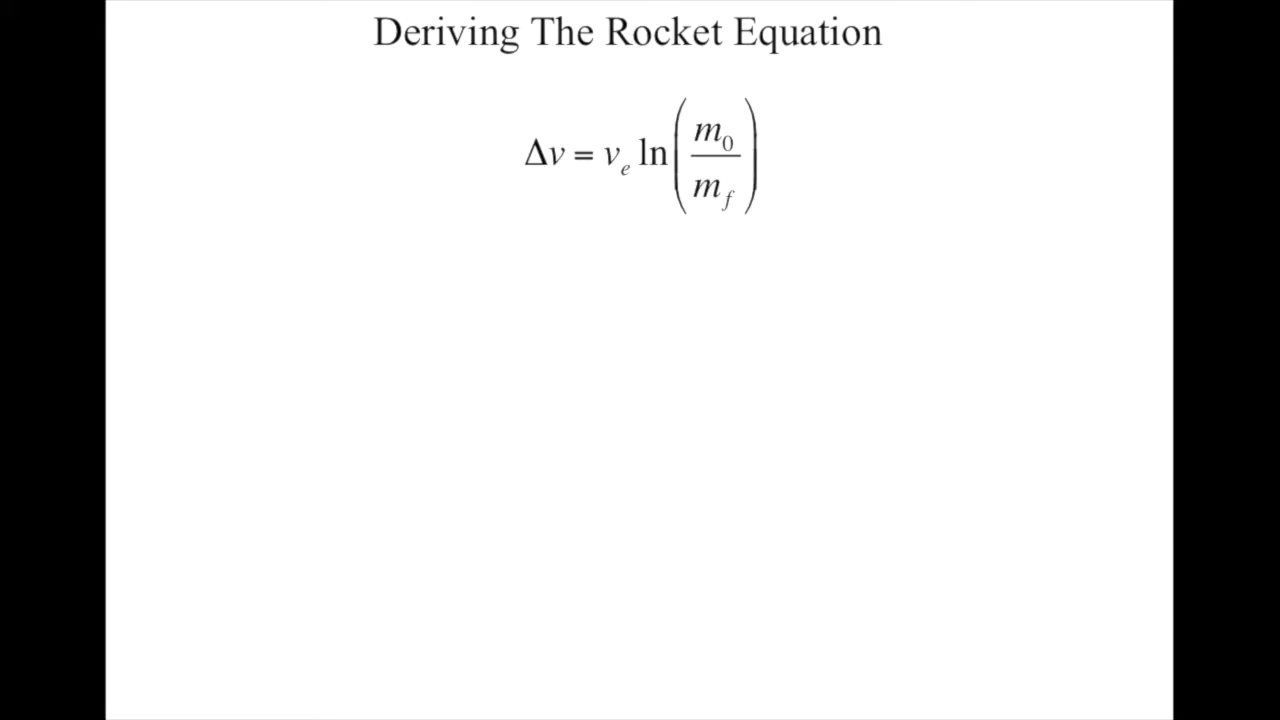 Deriving The Rocket Equation
Δv = vₑ ln(m₀/m_f)